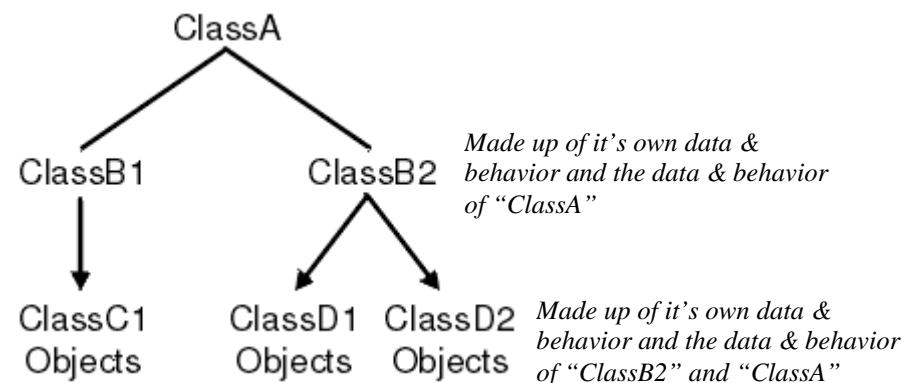 ClassA
ClassB1
ClassB2
Made up of it's own data &
behavior and the data & behavior
of “ClassA”
ClassC1
Objects
ClassD1
Objects
ClassD2
Objects
Made up of it's own data &
behavior and the data & behavior
of “ClassB2” and “ClassA”